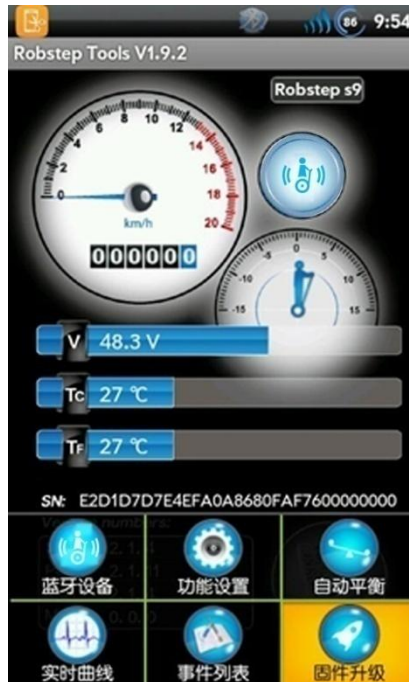 86 9:54
Robstep Tools V1.9.2
Robstep s9
0 2 4 6 8 10 12 14 16 18 20
km/h
000000
-15 -10 -5 0 5 10 15
V 48.3 V
Tc 27 ℃
TF 27 ℃
SN: E2D1D7D7E4EFA0A8680FAF7600000000
蓝牙设备 功能设置 自动平衡
实时曲线 事件列表 固件升级